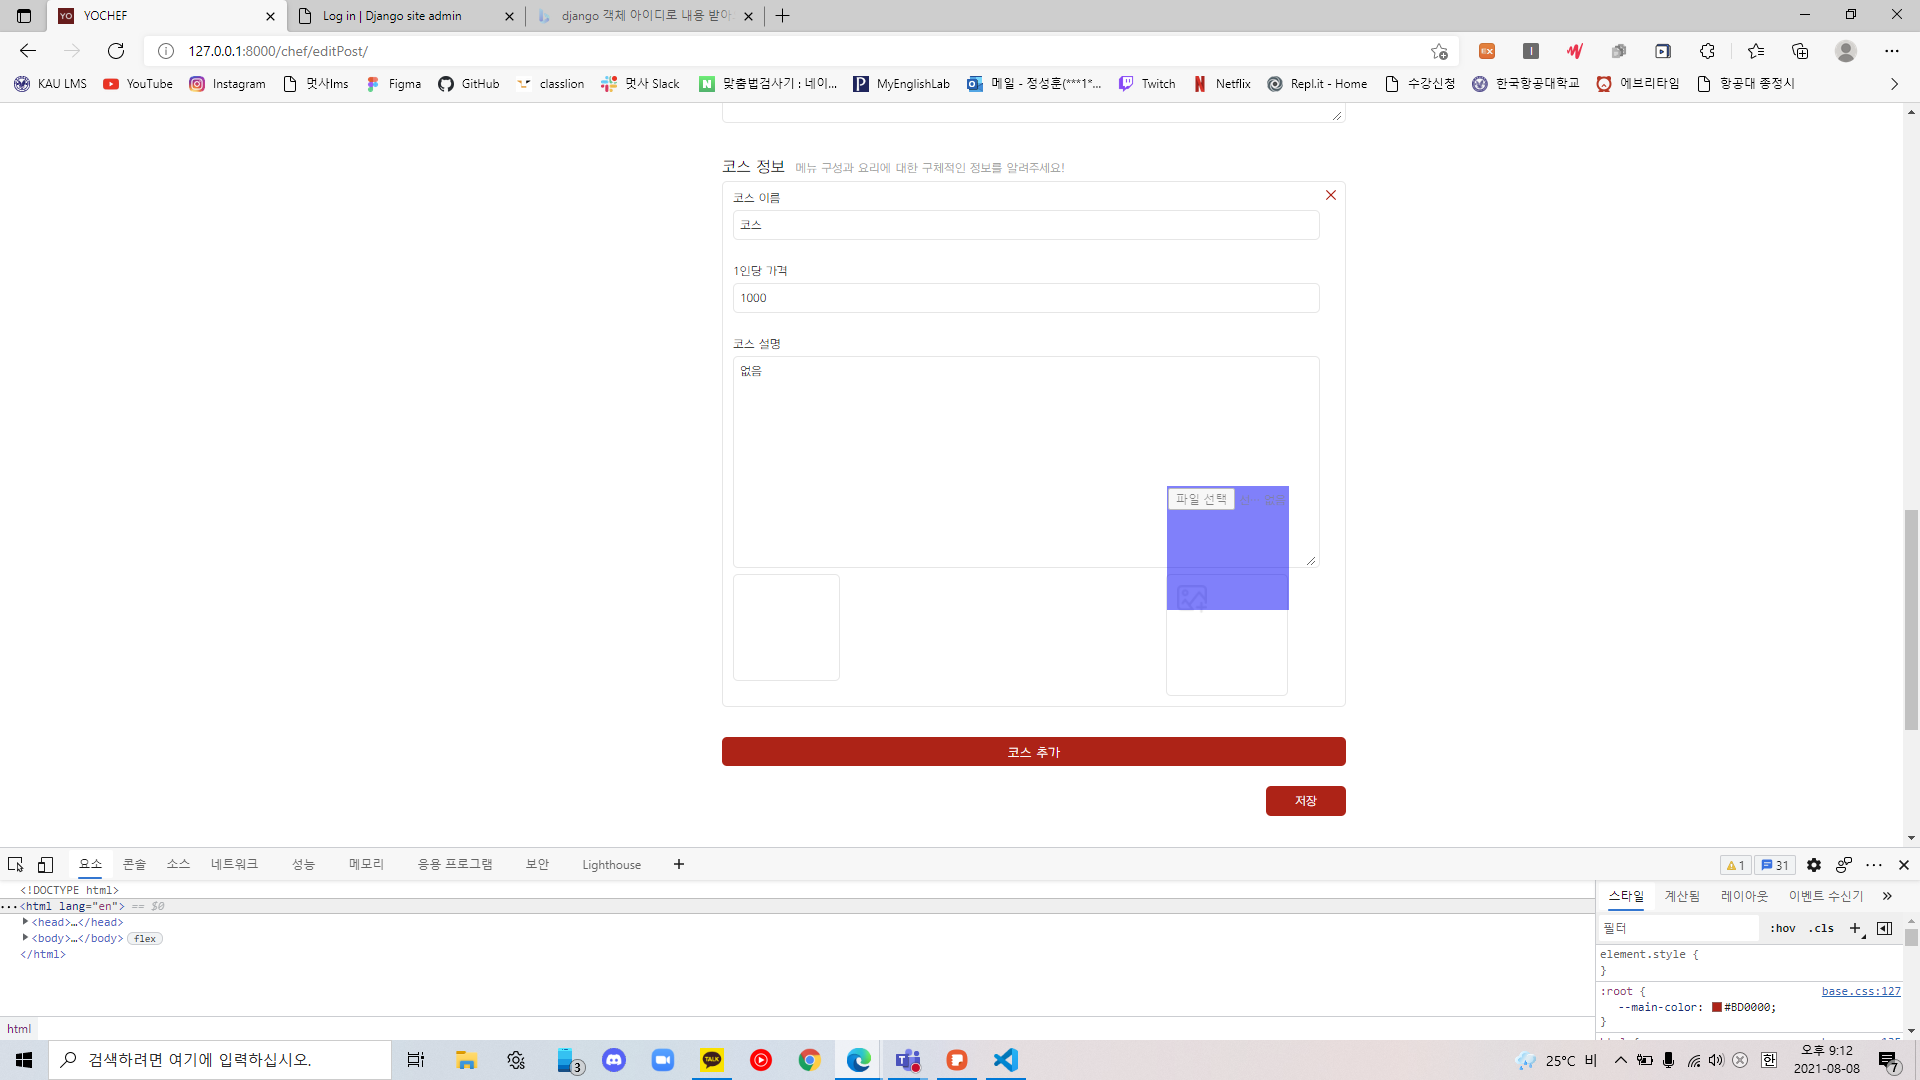 YOCHEF
Log in | Django site admin
django 객체 아이디로 내용 받아
127.0.0.1:8000/chef/editPost/
KAU LMS
YouTube
Instagram
멋사lms
Figma
GitHub
classlion
멋사 Slack
맞춤법검사기 : 네이...
MyEnglishLab
메일 - 정성훈(***1*...
Twitch
Netflix
Repl.it - Home
수강신청
한국항공대학교
에브리타임
항공대 종정시
코스 정보 메뉴 구성과 요리에 대한 구체적인 정보를 알려주세요!
코스 이름
코스
1인당 가격
1000
코스 설명
없음
파일 선택
코스 추가
저장
요소 콘솔 소스 네트워크 성능 메모리 응용 프로그램 보안 Lighthouse
1
31
<!DOCTYPE html>
...<html lang="en"> == $0
<head>…</head>
<body>…</body> flex
</html>
html
스타일 계산됨 레이아웃 이벤트 수신기
필터
:hov .cls
element.style {
}
:root { base.css:127
--main-color: #BD0000;
}
검색하려면 여기에 입력하십시오.
3
TALK
25°C 비
한
오후 9:12
2021-08-08
7